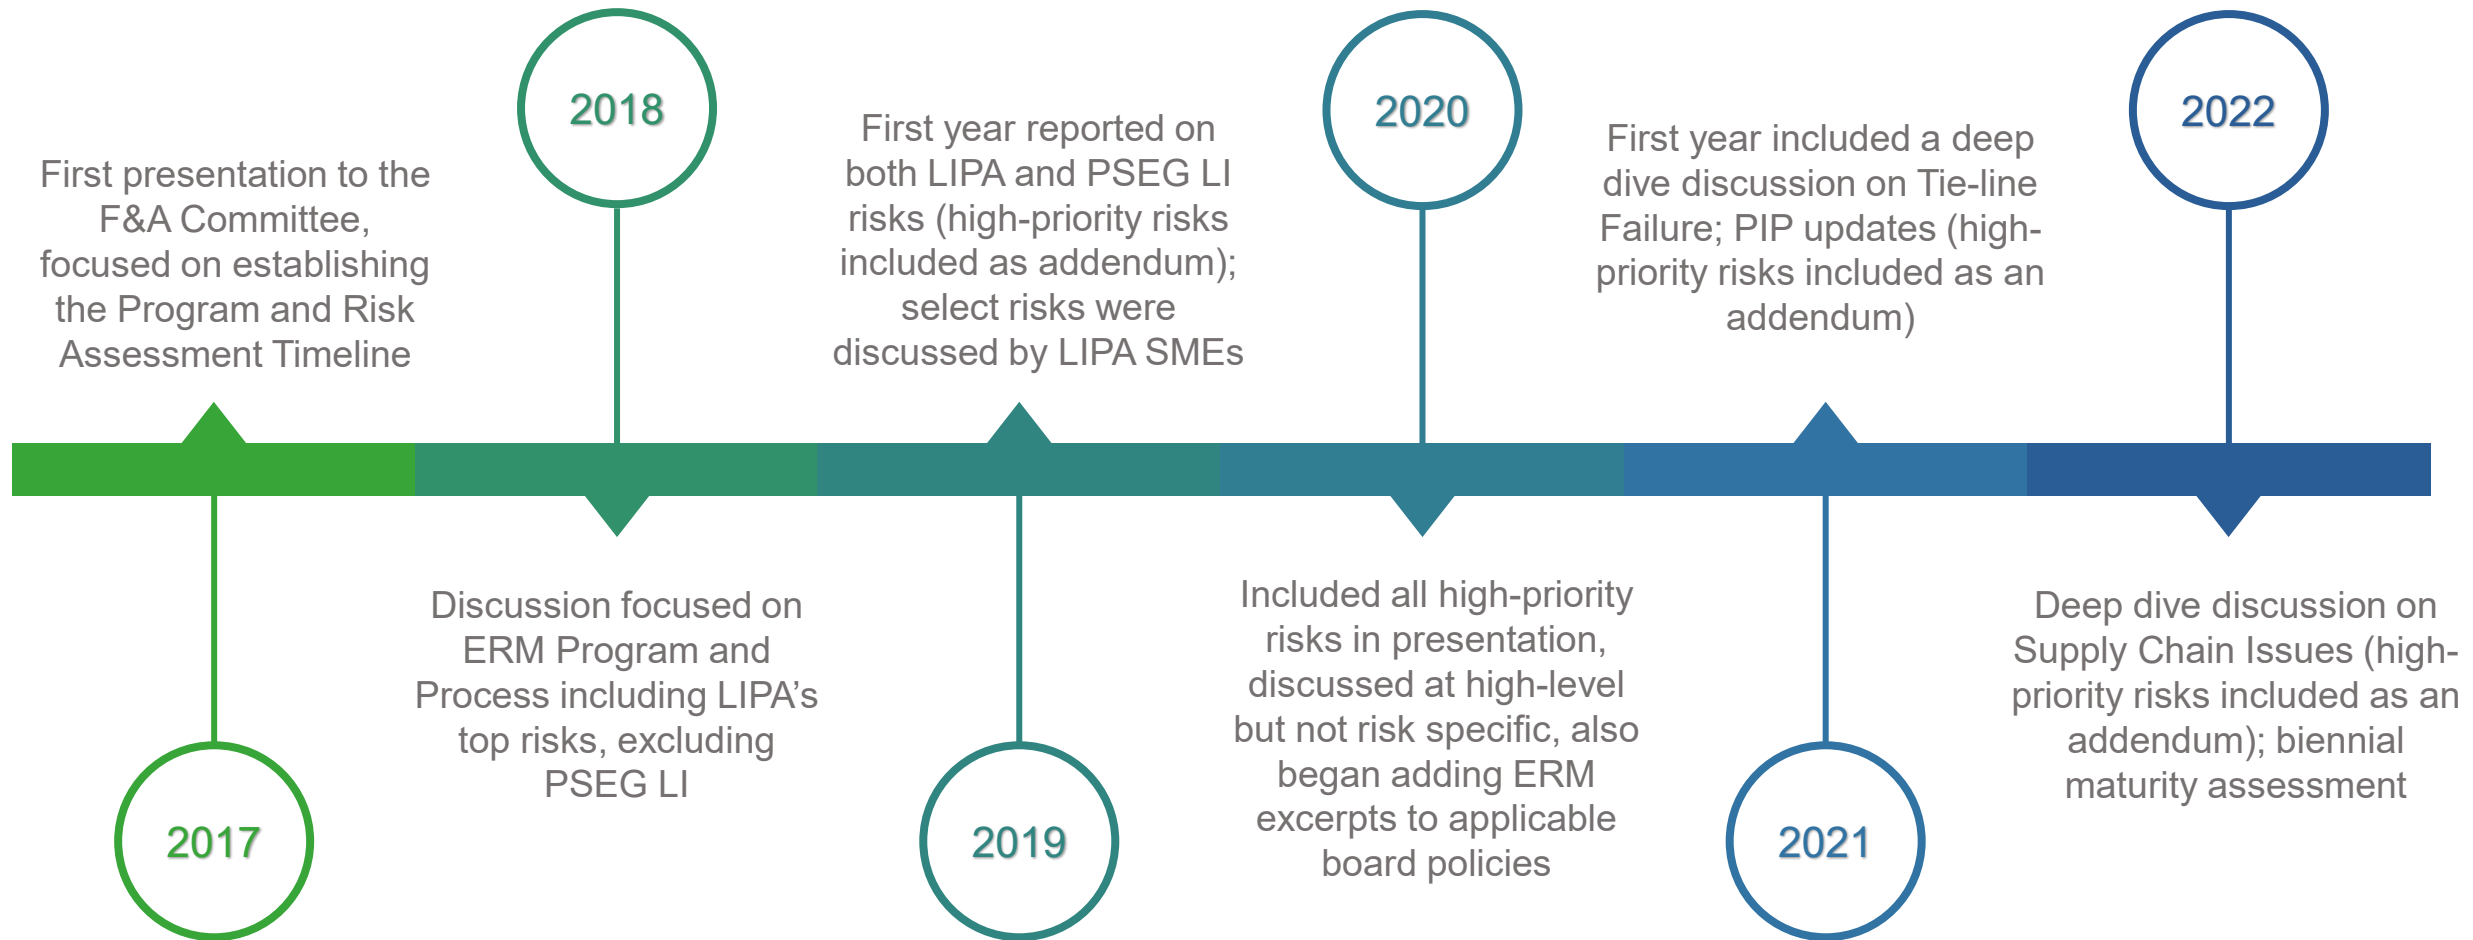 First presentation to the
F&A Committee,
focused on establishing
the Program and Risk
Assessment Timeline
2017
2018
Discussion focused on
ERM Program and
Process including LIPA’s
top risks, excluding
PSEG LI
First year reported on
both LIPA and PSEG LI
risks (high-priority risks
included as addendum);
select risks were
discussed by LIPA SMEs
2019
2020
Included all high-priority
risks in presentation,
discussed at high-level
but not risk specific, also
began adding ERM
excerpts to applicable
board policies
First year included a deep
dive discussion on Tie-line
Failure; PIP updates (high-
priority risks included as an
addendum)
2021
2022
Deep dive discussion on
Supply Chain Issues (high-
priority risks included as an
addendum); biennial
maturity assessment